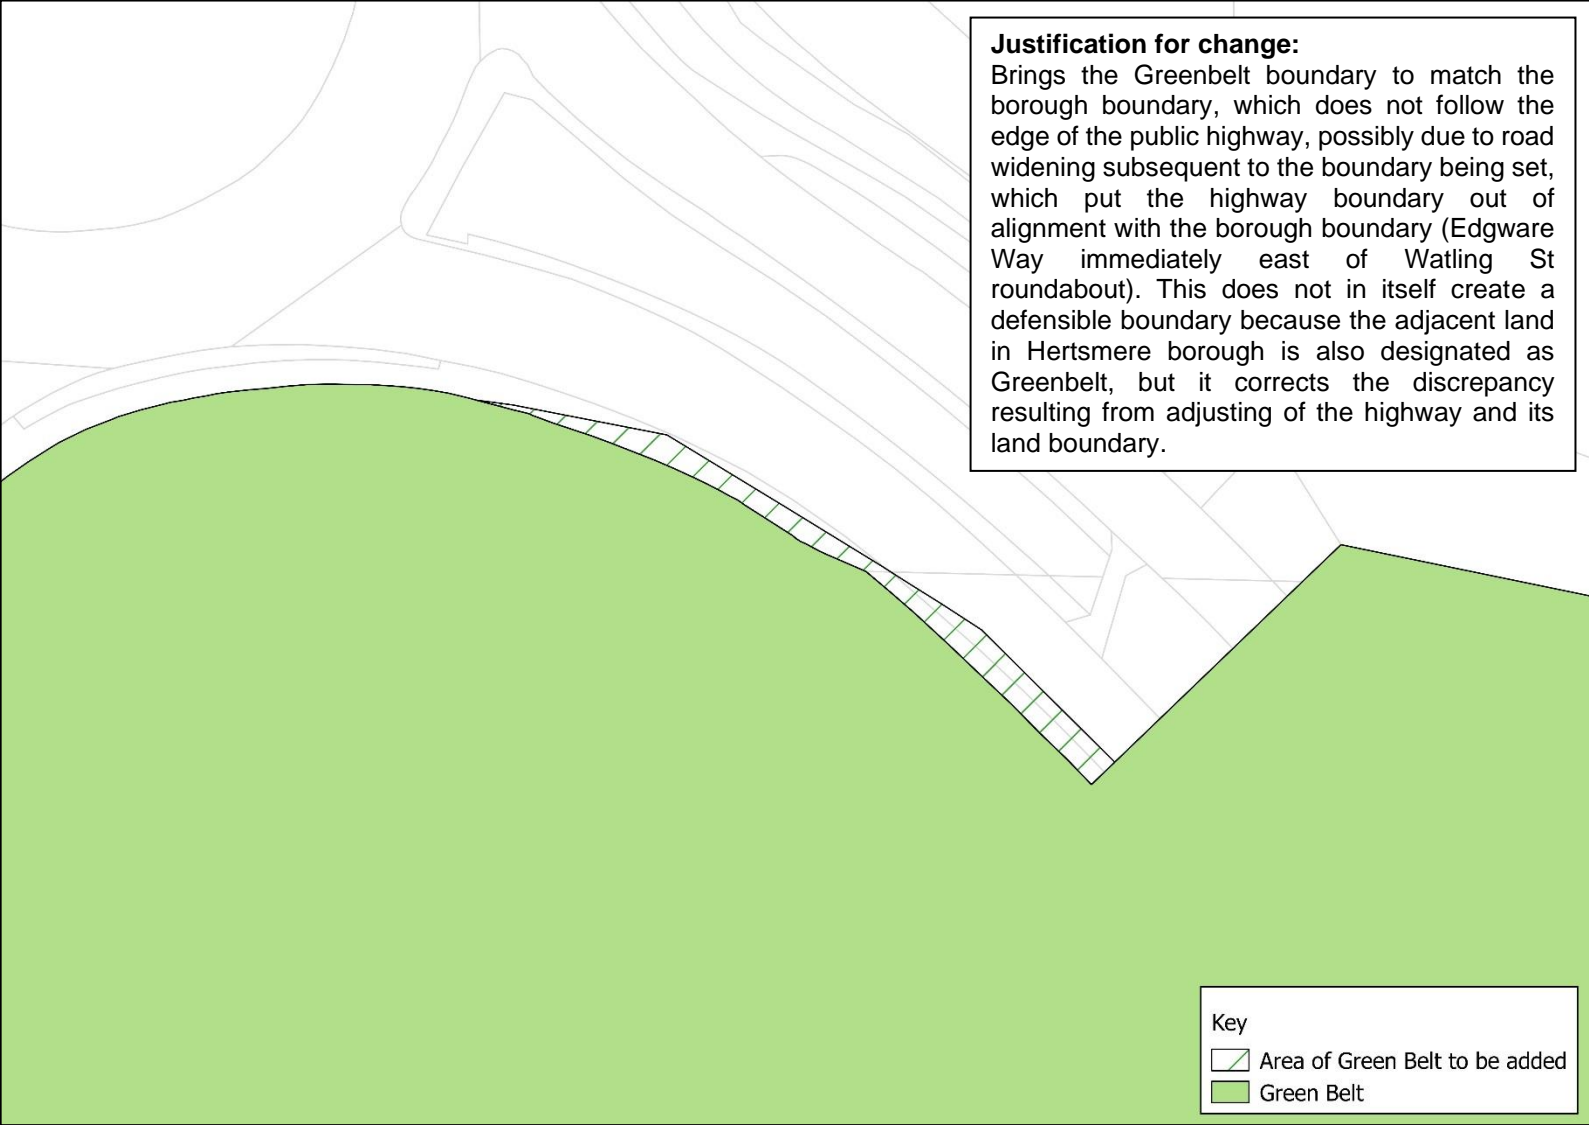 Justification for change:
Brings the Greenbelt boundary to match the
borough boundary, which does not follow the
edge of the public highway, possibly due to road
widening subsequent to the boundary being set,
which put the highway boundary out of
alignment with the borough boundary (Edgware
Way immediately east of Watling St
roundabout). This does not in itself create a
defensible boundary because the adjacent land
in Hertsmere borough is also designated as
Greenbelt, but it corrects the discrepancy
resulting from adjusting of the highway and its
land boundary.
Key
Area of Green Belt to be added
Green Belt